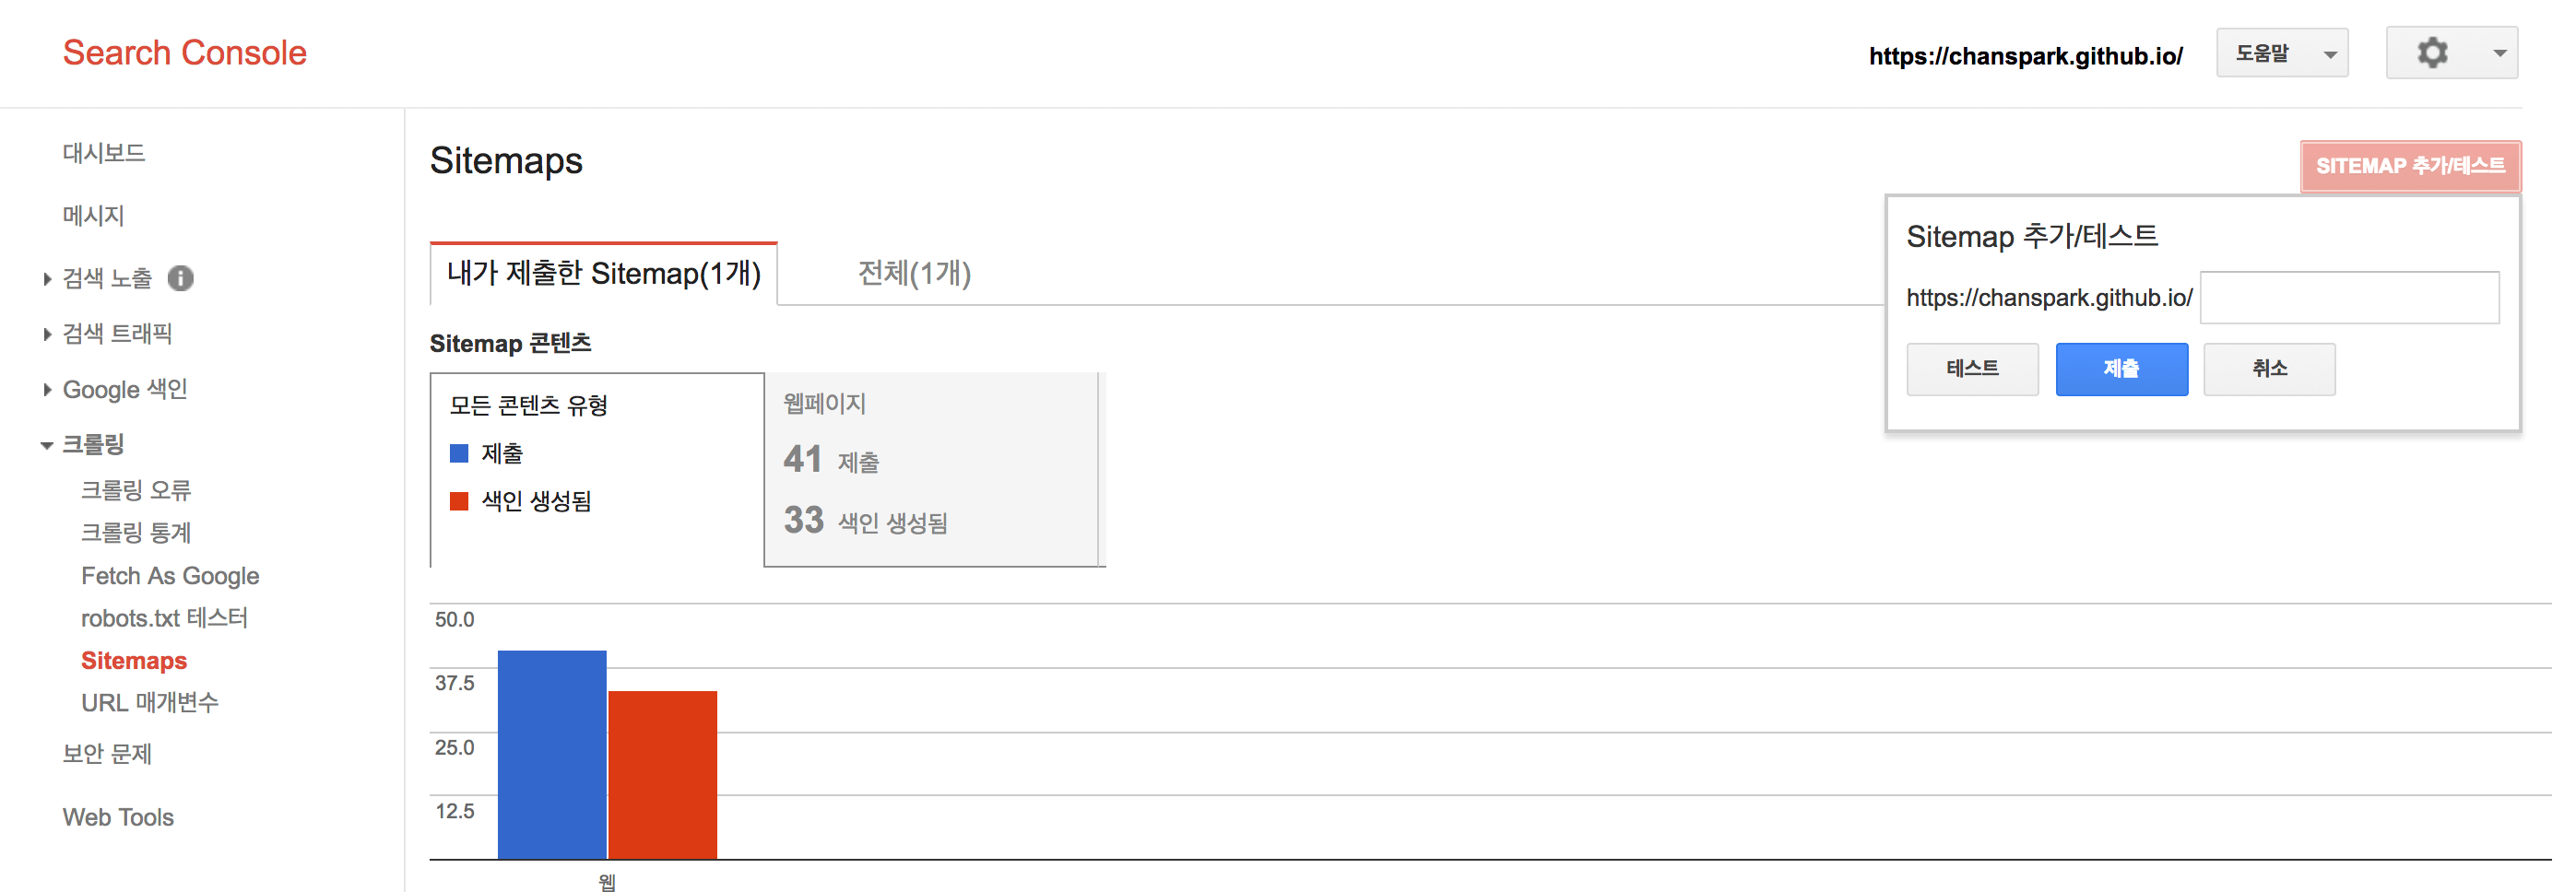 Search Console
https://chanspark.github.io/
도움말
대시보드
메시지
검색 노출
검색 트래픽
Google 색인
크롤링
크롤링 오류
크롤링 통계
Fetch As Google
robots.txt 테스터
Sitemaps
URL 매개변수
보안 문제
Web Tools
Sitemaps
SITEMAP 추가/테스트
Sitemap 추가/테스트
https://chanspark.github.io/
테스트
제출
취소
내가 제출한 Sitemap(1개)
전체(1개)
Sitemap 콘텐츠
모든 콘텐츠 유형
제출
색인 생성됨
웹페이지
41 제출
33 색인 생성됨
50.0
37.5
25.0
12.5
웹